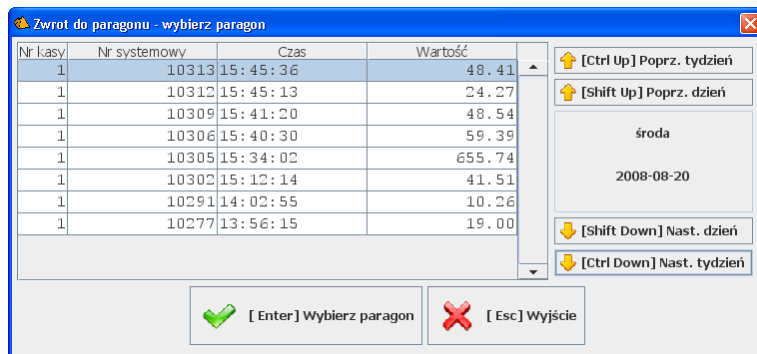 Zwrot do paragonu - wybierz paragon
Nr kasy Nr systemowy Czas Wartość
1 10313 15:45:36 48.41
1 10312 15:45:13 24.27
1 10309 15:41:20 48.54
1 10306 15:40:30 59.39
1 10305 15:34:02 655.74
1 10302 15:12:14 41.51
1 10291 14:02:55 10.26
1 10277 13:56:15 19.00
[Ctrl Up] Poprz. tydzień
[Shift Up] Poprz. dzień
środa
2008-08-20
[Shift Down] Nast. dzień
[Ctrl Down] Nast. tydzień
[ Enter] Wybierz paragon
[ Esc] Wyjście